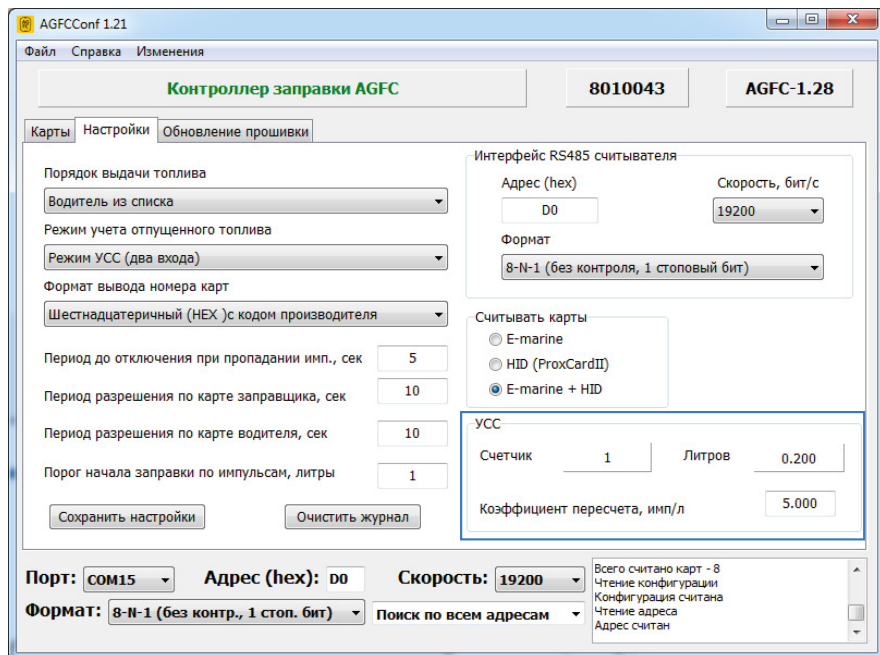 AGFCConf 1.21
Файл Справка Изменения
Контроллер заправки AGFC
8010043
AGFC-1.28
Карты Настройки Обновление прошивки
Порядок выдачи топлива
Водитель из списка
Режим учета отпущенного топлива
Режим УСС (два входа)
Формат вывода номера карт
Шестнадцатеричный (HEX )с кодом производителя
Период до отключения при пропадании имп., сек 5
Период разрешения по карте заправщика, сек 10
Период разрешения по карте водителя, сек 10
Порог начала заправки по импульсам, литры 1
Сохранить настройки Очистить журнал
Интерфейс RS485 считывателя
Адрес (hex) Скорость, бит/с
D0 19200
Формат
8-N-1 (без контроля, 1 стоповый бит)
Считывать карты
E-marine
HID (ProxCardII)
E-marine + HID
УСС
Счетчик 1 Литров 0.200
Коэффициент пересчета, имп/л 5.000
Порт: COM15 Адрес (hex): D0 Скорость: 19200
Формат: 8-N-1 (без контр., 1 стоп. бит) Поиск по всем адресам
Всего считано карт - 8
Чтение конфигурации
Конфигурация считана
Чтение адреса
Адрес считан